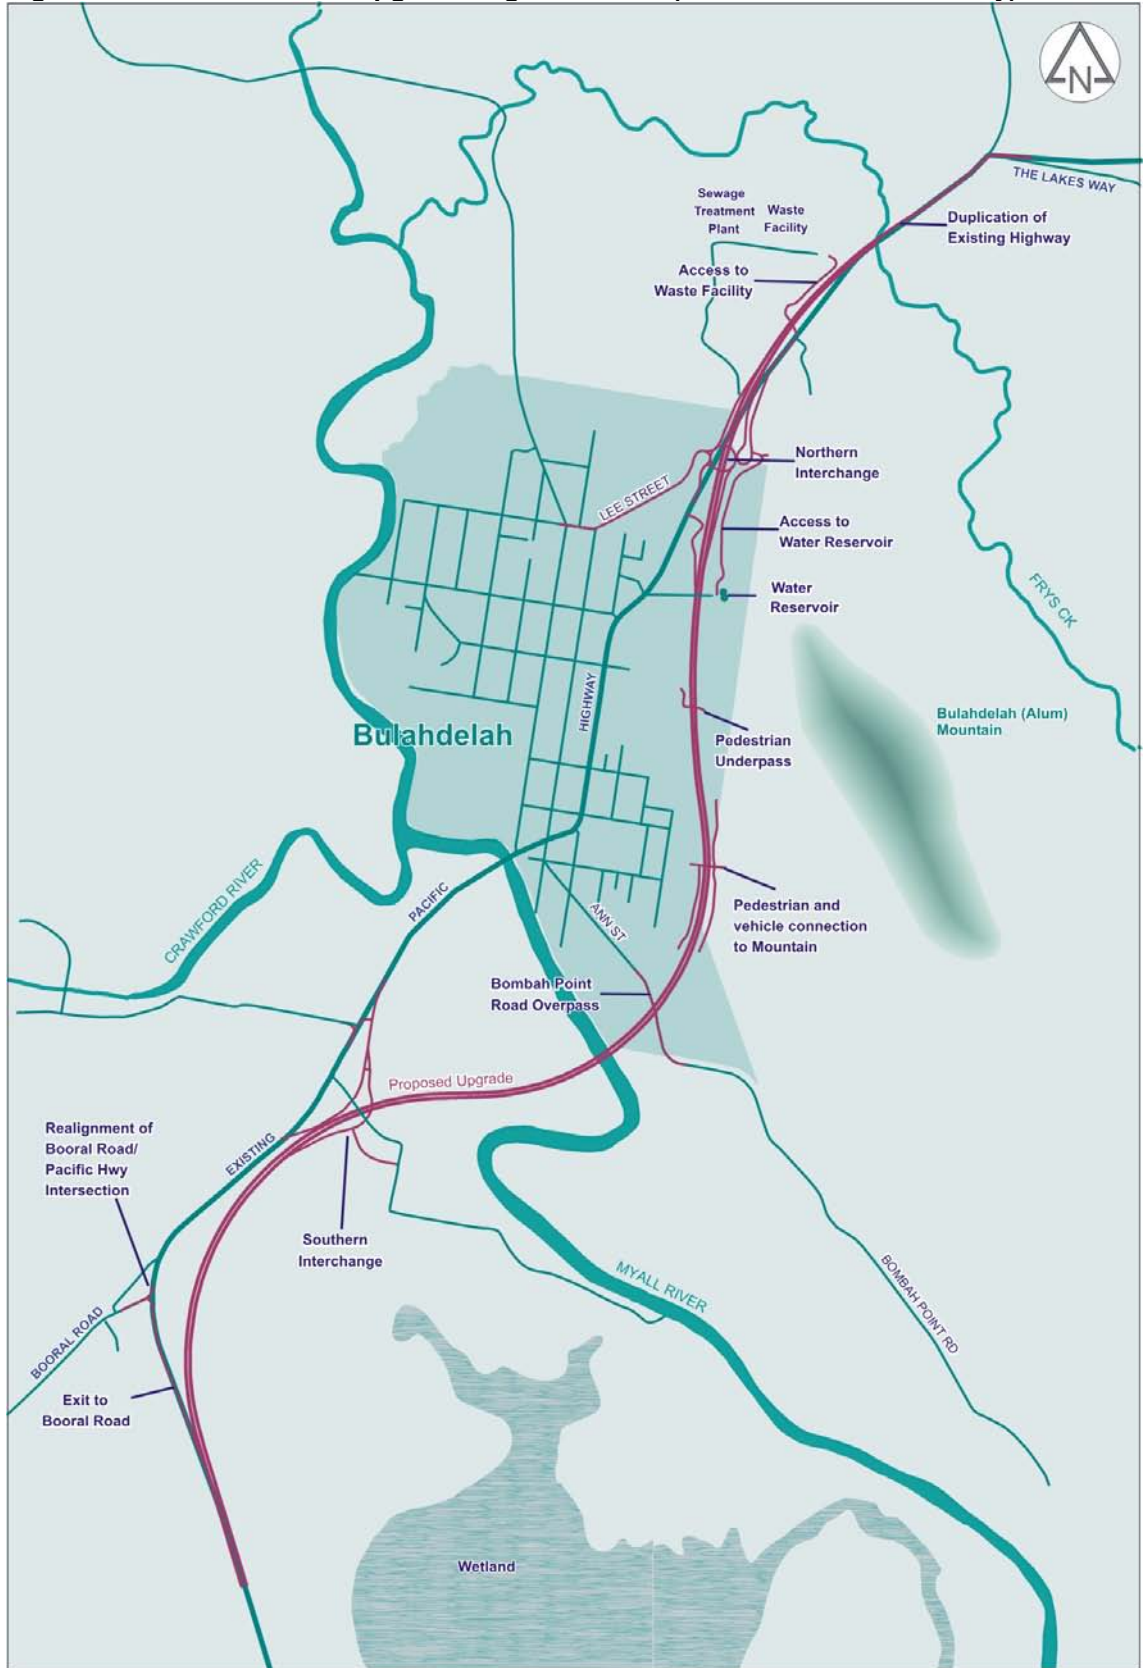 N
THE LAKES WAY
Sewage
Treatment
Plant
Waste
Facility
Duplication of
Existing Highway
Access to
Waste Facility
Northern
Interchange
LEE STREET
Access to
Water Reservoir
Water
Reservoir
FRYS CK
HIGHWAY
Bulahdelah
Bulahdelah (Alum)
Mountain
Pedestrian
Underpass
CRAWFORD RIVER
PACIFIC
ANN ST
Pedestrian and
vehicle connection
to Mountain
Bombah Point
Road Overpass
Proposed Upgrade
Realignment of
Booral Road/
Pacific Hwy
Intersection
EXISTING
Southern
Interchange
MYALL RIVER
BOMBAH POINT RD
BOORAL ROAD
Exit to
Booral Road
Wetland